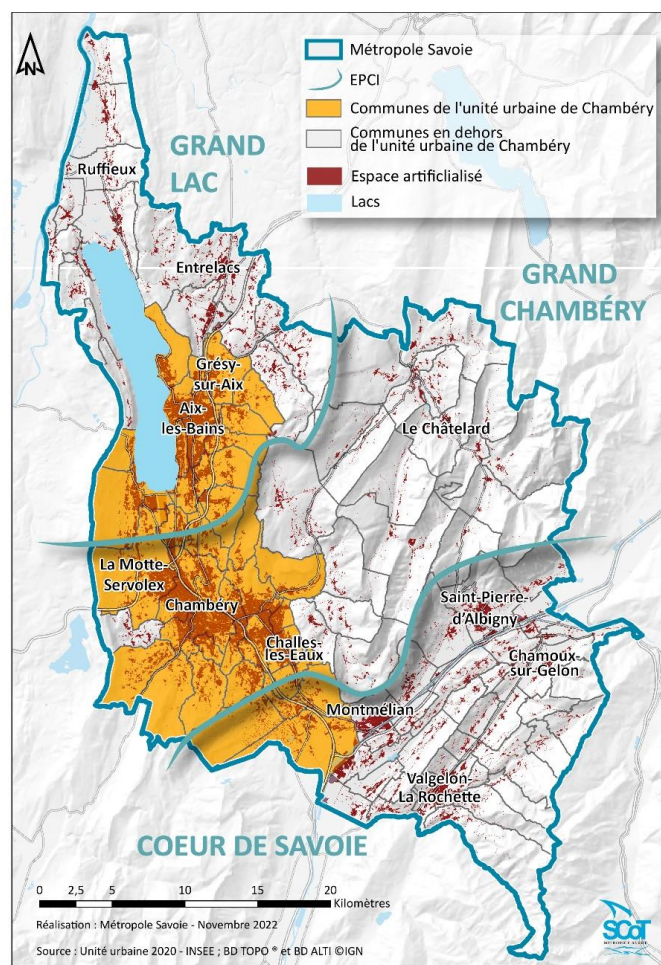 N
Métropole Savoie
EPCI
Communes de l'unité urbaine de Chambéry
Communes en dehors
de l'unité urbaine de Chambéry
Espace artificlialisé
Lacs
GRAND
LAC
Ruffieux
Entrelacs
GRAND
CHAMBÉRY
Grésy-
sur-Aix
Aix-
les-Bains
Le Châtelard
La Motte-
Servolex
Chambéry
Saint-Pierre-
d'Albigny
Challes-
les-Eaux
Chamoux-
sur-Gelon
Montmélian
Valgelon-
La Rochette
COEUR DE SAVOIE
0 2,5 5 10 15 20
Kilomètres
Réalisation : Métropole Savoie - Novembre 2022
Source : Unité urbaine 2020 - INSEE ; BD TOPO ® et BD ALTI ©IGN
SCoT
MÉTROPOLE SAVOIE